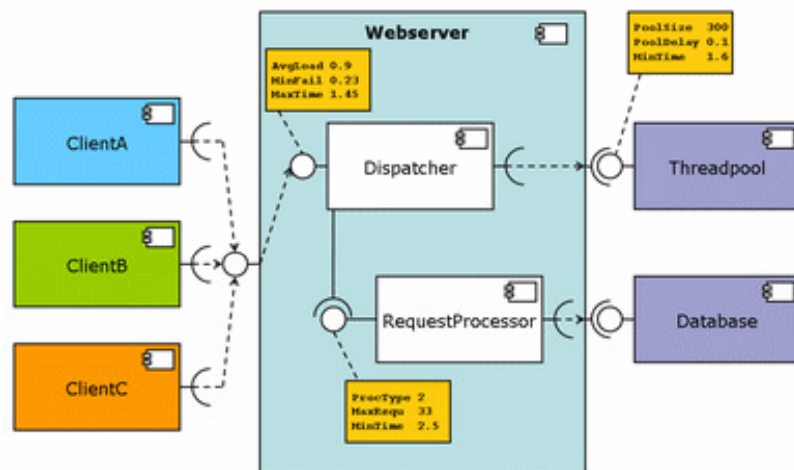 Webserver
PoolSize 300
PoolDelay 0.1
MinTime 1.6
AvgLoad 0.9
MinFail 0.23
MaxTime 1.45
ClientA
Dispatcher
Threadpool
ClientB
RequestProcessor
Database
ClientC
ProcType 2
MaxRequ 33
MinTime 2.5